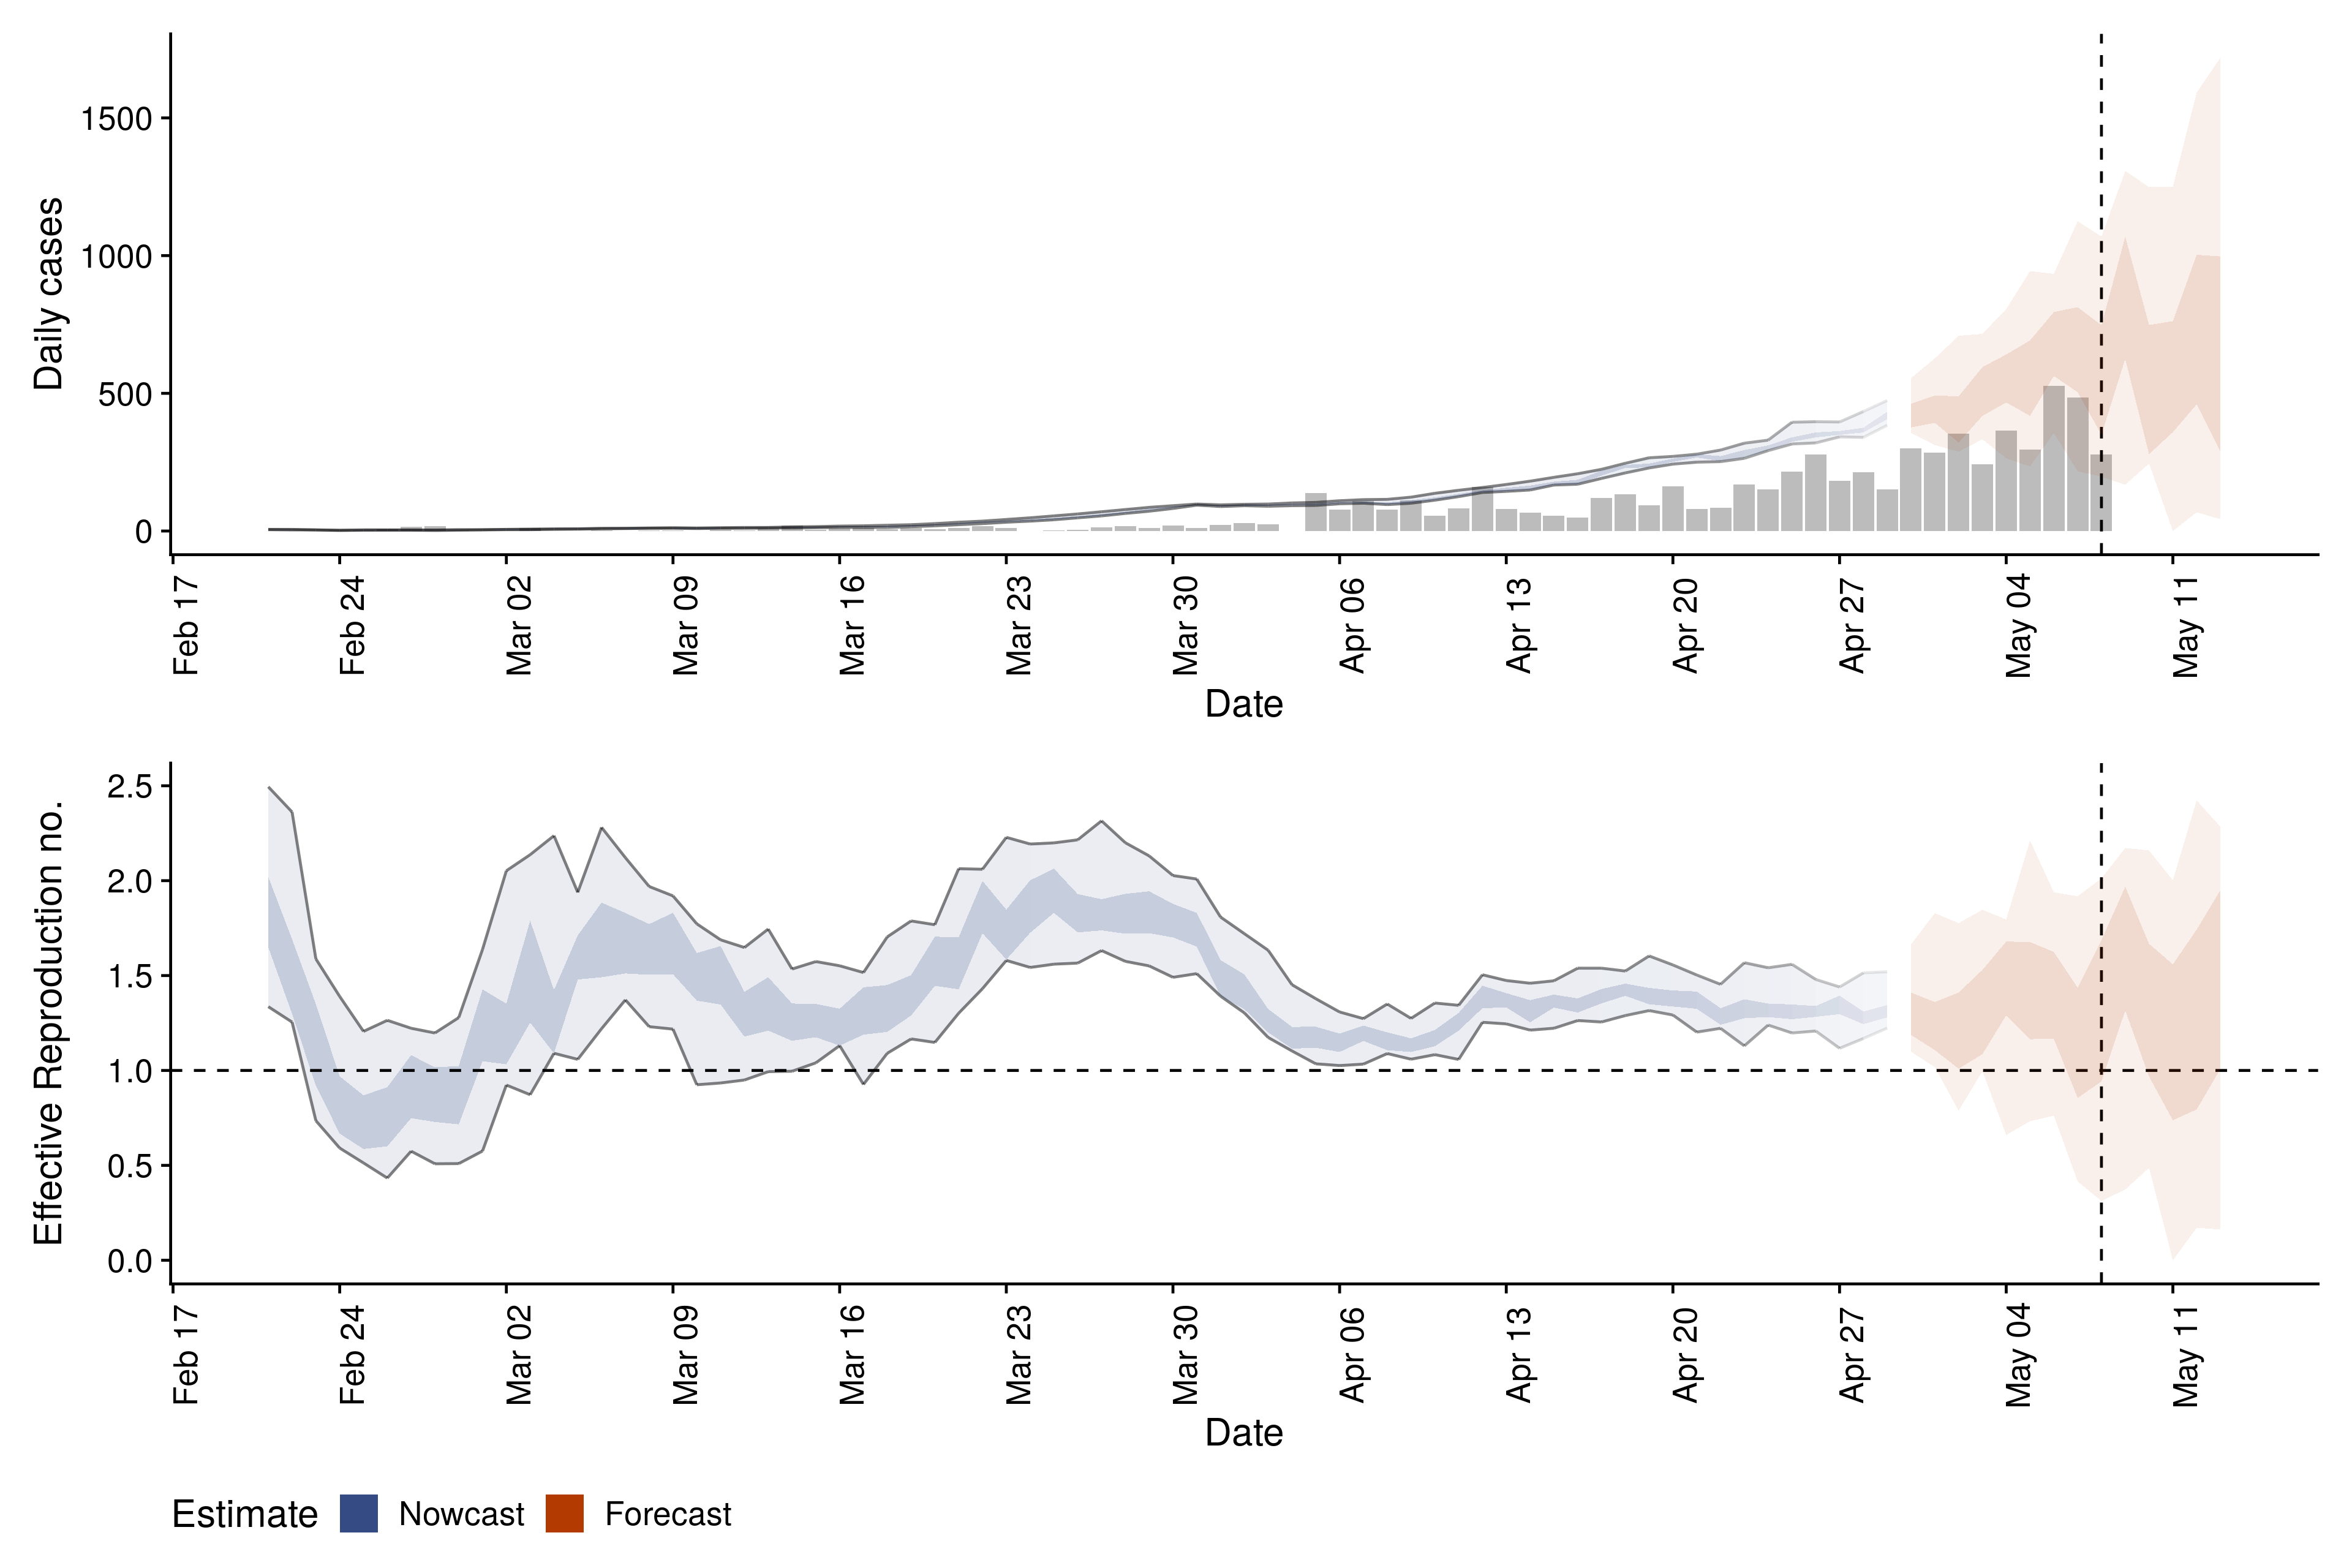 1500
1000
500
0
Daily cases
Feb 17
Feb 24
Mar 02
Mar 09
Mar 16
Mar 23
Mar 30
Apr 06
Apr 13
Apr 20
Apr 27
May 04
May 11
Date
2.5
2.0
1.5
1.0
0.5
0.0
Effective Reproduction no.
Feb 17
Feb 24
Mar 02
Mar 09
Mar 16
Mar 23
Mar 30
Apr 06
Apr 13
Apr 20
Apr 27
May 04
May 11
Date
Estimate Nowcast Forecast